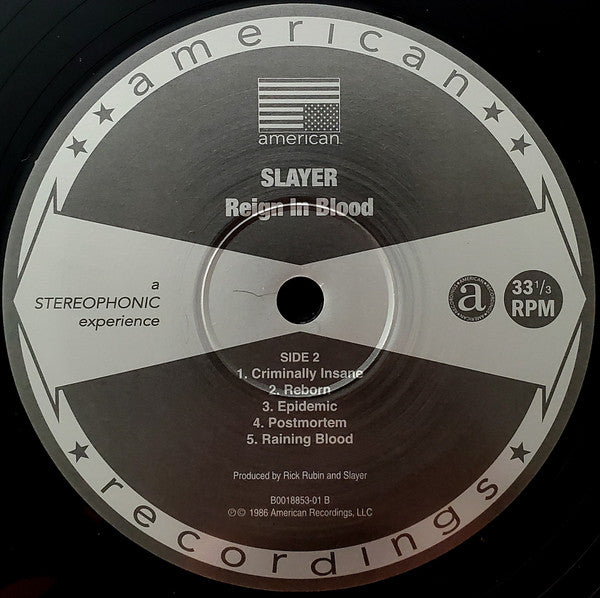 american
american
SLAYER
Reign In Blood
a
STEREOPHONIC
experience
a
33 1/3
RPM
SIDE 2
1. Criminally Insane
2. Reborn
3. Epidemic
4. Postmortem
5. Raining Blood
Produced by Rick Rubin and Slayer
B0018853-01 B
℗ © 1986 American Recordings, LLC
recordings